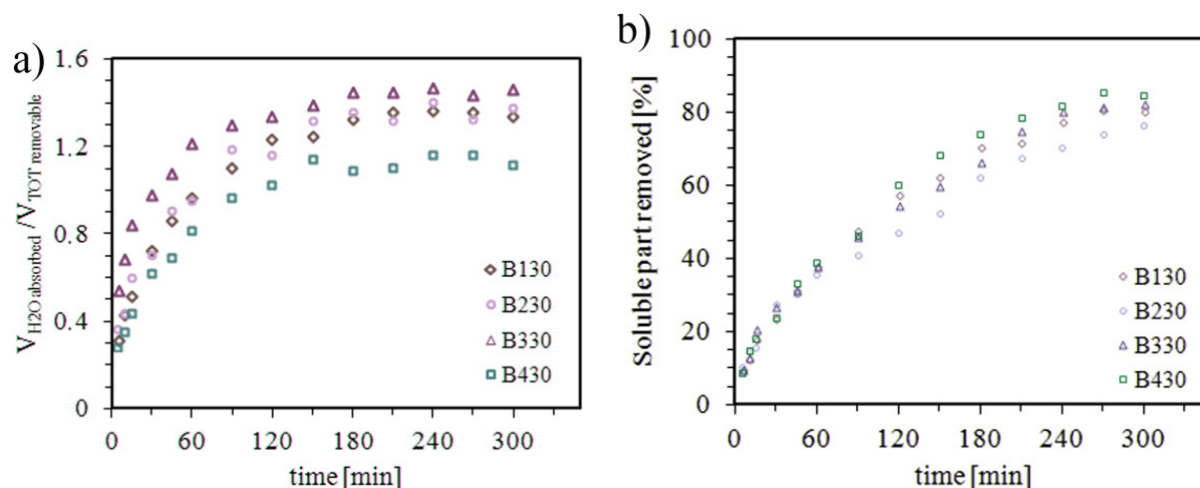 a)
V_H2O absorbed /V_TOT removable
1.6
1.2
0.8
0.4
0
0 60 120 180 240 300
time [min]
B130
B230
B330
B430
b)
Soluble part removed [%]
100
80
60
40
20
0
0 60 120 180 240 300
time [min]
B130
B230
B330
B430